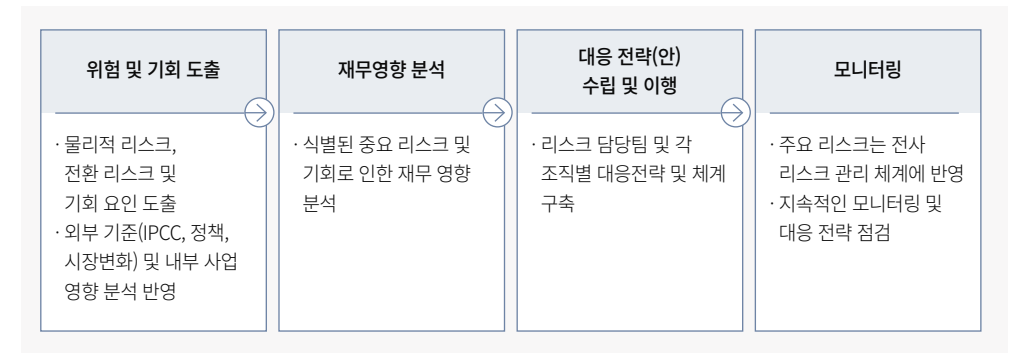 위험 및 기회 도출
· 물리적 리스크,
전환 리스크 및
기회 요인 도출
· 외부 기준(IPCC, 정책,
시장변화) 및 내부 사업
영향 분석 반영
재무영향 분석
· 식별된 중요 리스크 및
기회로 인한 재무 영향
분석
대응 전략(안)
수립 및 이행
· 리스크 담당팀 및 각
조직별 대응전략 및 체계
구축
모니터링
· 주요 리스크는 전사
리스크 관리 체계에 반영
· 지속적인 모니터링 및
대응 전략 점검